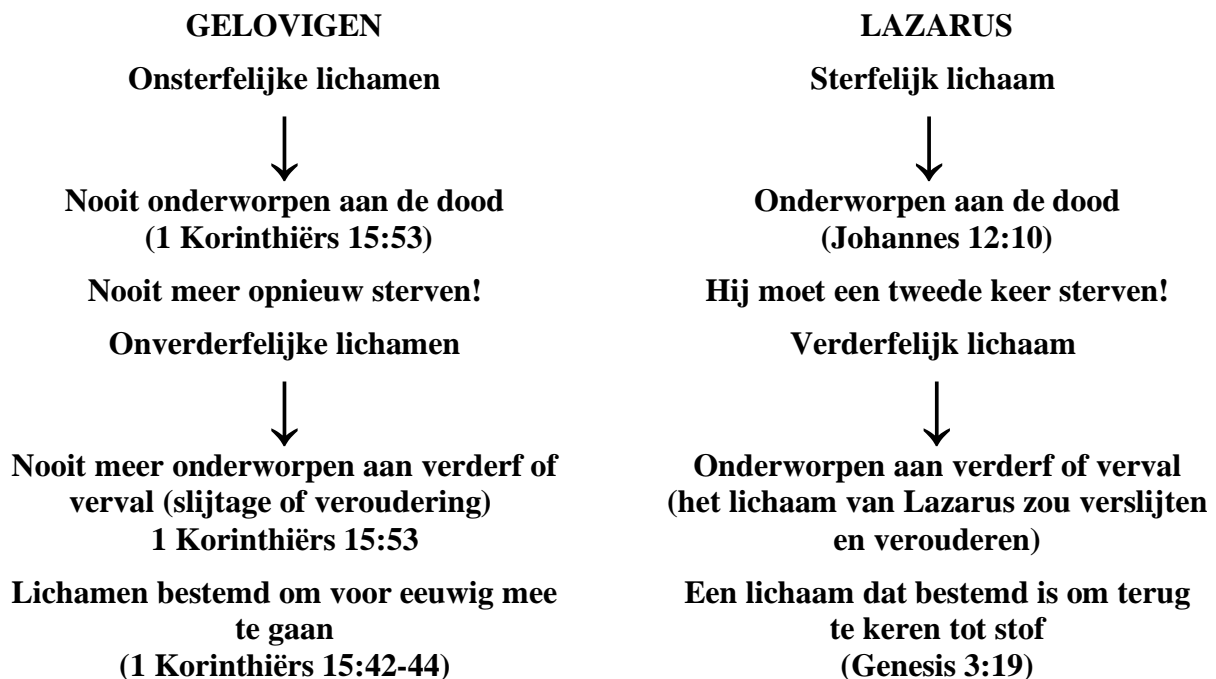 GELOVIGEN
Onsterfelijke lichamen
Nooit onderworpen aan de dood
(1 Korinthiërs 15:53)
Nooit meer opnieuw sterven!
Onverderfelijke lichamen
Nooit meer onderworpen aan verderf of
verval (slijtage of veroudering)
1 Korinthiërs 15:53
Lichamen bestemd om voor eeuwig mee
te gaan
(1 Korinthiërs 15:42-44)
LAZARUS
Sterfelijk lichaam
Onderworpen aan de dood
(Johannes 12:10)
Hij moet een tweede keer sterven!
Verderfelijk lichaam
Onderworpen aan verderf of verval
(het lichaam van Lazarus zou verslijten
en verouderen)
Een lichaam dat bestemd is om terug
te keren tot stof
(Genesis 3:19)